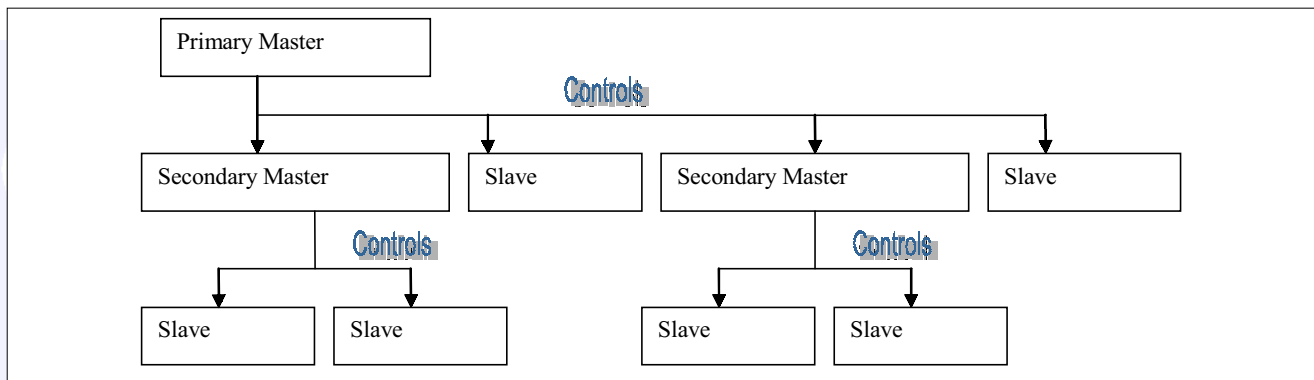 Primary Master
Controls
Secondary Master
Slave
Secondary Master
Slave
Controls
Controls
Slave
Slave
Slave
Slave